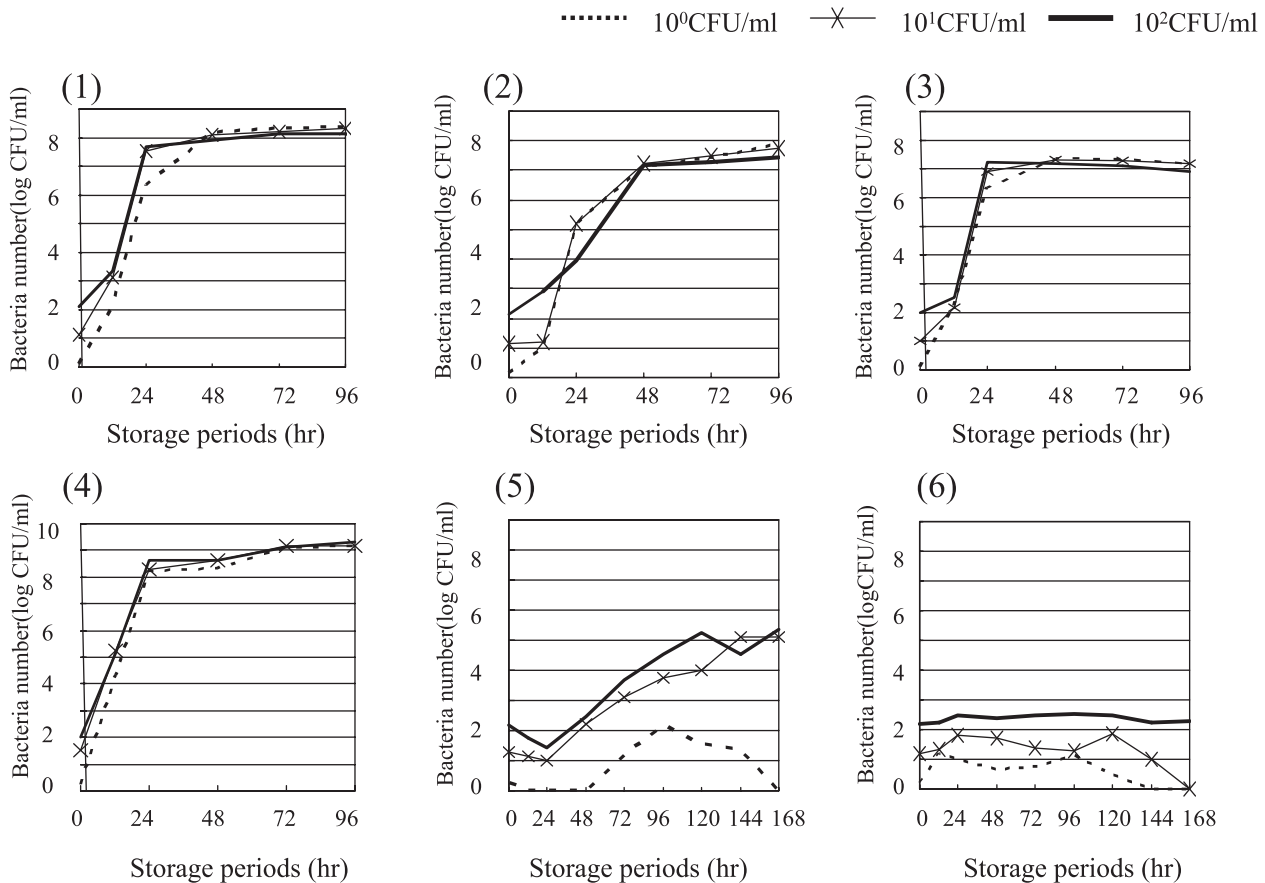 10⁰CFU/ml 10¹CFU/ml 10²CFU/ml
(1)
Bacteria number(log CFU/ml)
8
6
4
2
0
0 24 48 72 96
Storage periods (hr)
(2)
Bacteria number(log CFU/ml)
8
6
4
2
0
0 24 48 72 96
Storage periods (hr)
(3)
Bacteria number(log CFU/ml)
8
6
4
2
0
0 24 48 72 96
Storage periods (hr)
(4)
Bacteria number(log CFU/ml)
10
8
6
4
2
0
0 24 48 72 96
Storage periods (hr)
(5)
Bacteria number(log CFU/ml)
8
6
4
2
0
0 24 48 72 96 120 144 168
Storage periods (hr)
(6)
Bacteria number(logCFU/ml)
8
6
4
2
0
0 24 48 72 96 120 144 168
Storage periods (hr)